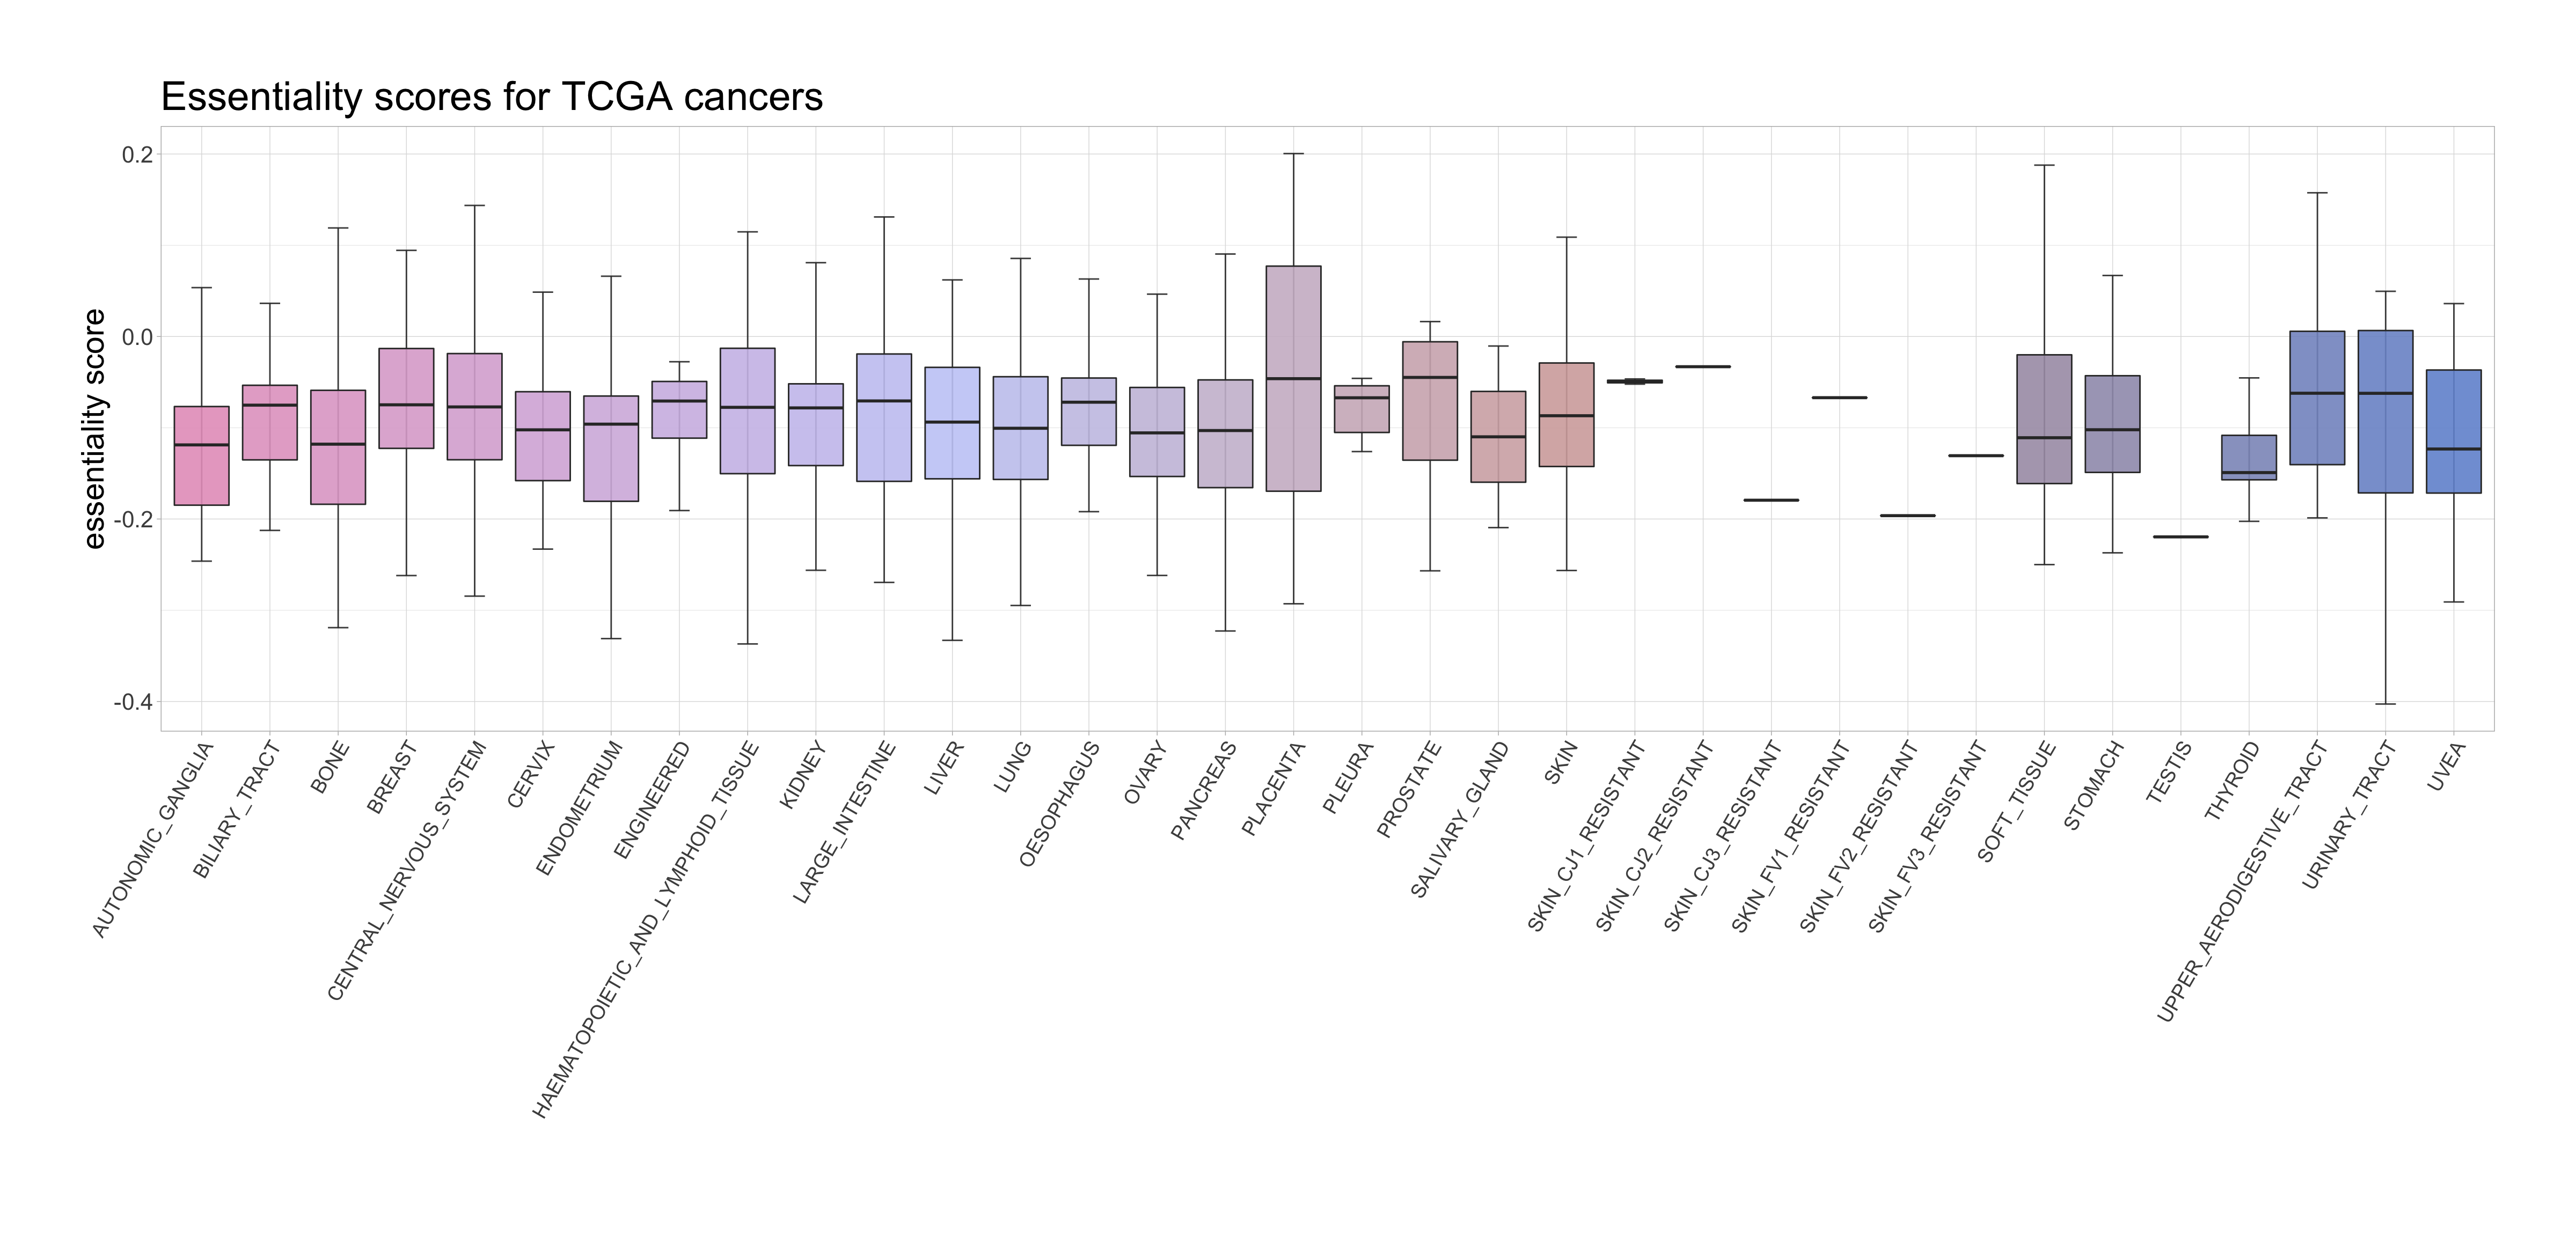 Essentiality scores for TCGA cancers
essentiality score
0.2
0.0
-0.2
-0.4
AUTONOMIC_GANGLIA
BILIARY_TRACT
BONE
BREAST
CENTRAL_NERVOUS_SYSTEM
CERVIX
ENDOMETRIUM
ENGINEERED
HAEMATOPOIETIC_AND_LYMPHOID_TISSUE
KIDNEY
LARGE_INTESTINE
LIVER
LUNG
OESOPHAGUS
OVARY
PANCREAS
PLACENTA
PLEURA
PROSTATE
SALIVARY_GLAND
SKIN
SKIN_CJ1_RESISTANT
SKIN_CJ2_RESISTANT
SKIN_CJ3_RESISTANT
SKIN_FV1_RESISTANT
SKIN_FV2_RESISTANT
SKIN_FV3_RESISTANT
SOFT_TISSUE
STOMACH
TESTIS
THYROID
UPPER_AERODIGESTIVE_TRACT
URINARY_TRACT
UVEA